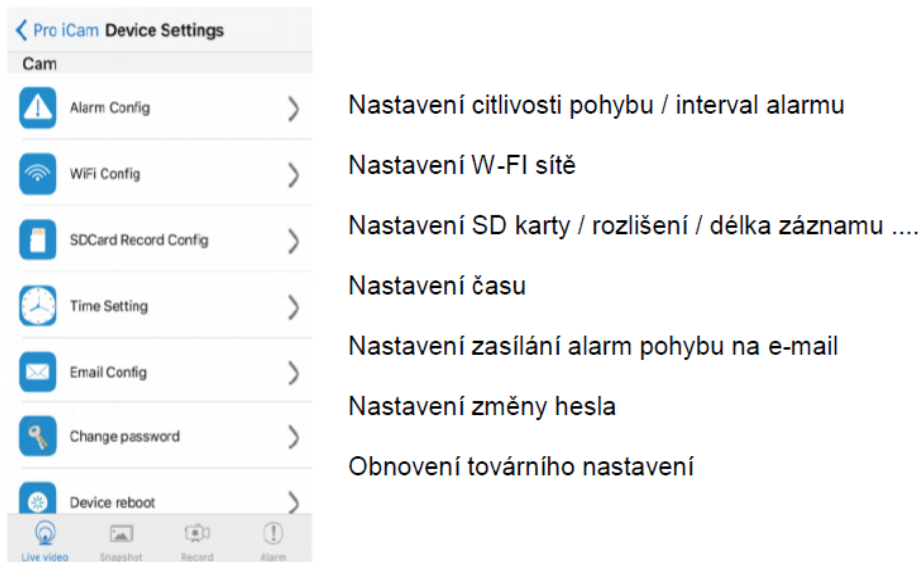 Pro iCam Device Settings
Cam
Alarm Config
Nastavení citlivosti pohybu / interval alarmu
WiFi Config
Nastavení W-FI sítě
SDCard Record Config
Nastavení SD karty / rozlišení / délka záznamu ....
Time Setting
Nastavení času
Email Config
Nastavení zasílání alarm pohybu na e-mail
Change password
Nastavení změny hesla
Device reboot
Obnovení továrního nastavení
Live video Snapshot Record Alarm